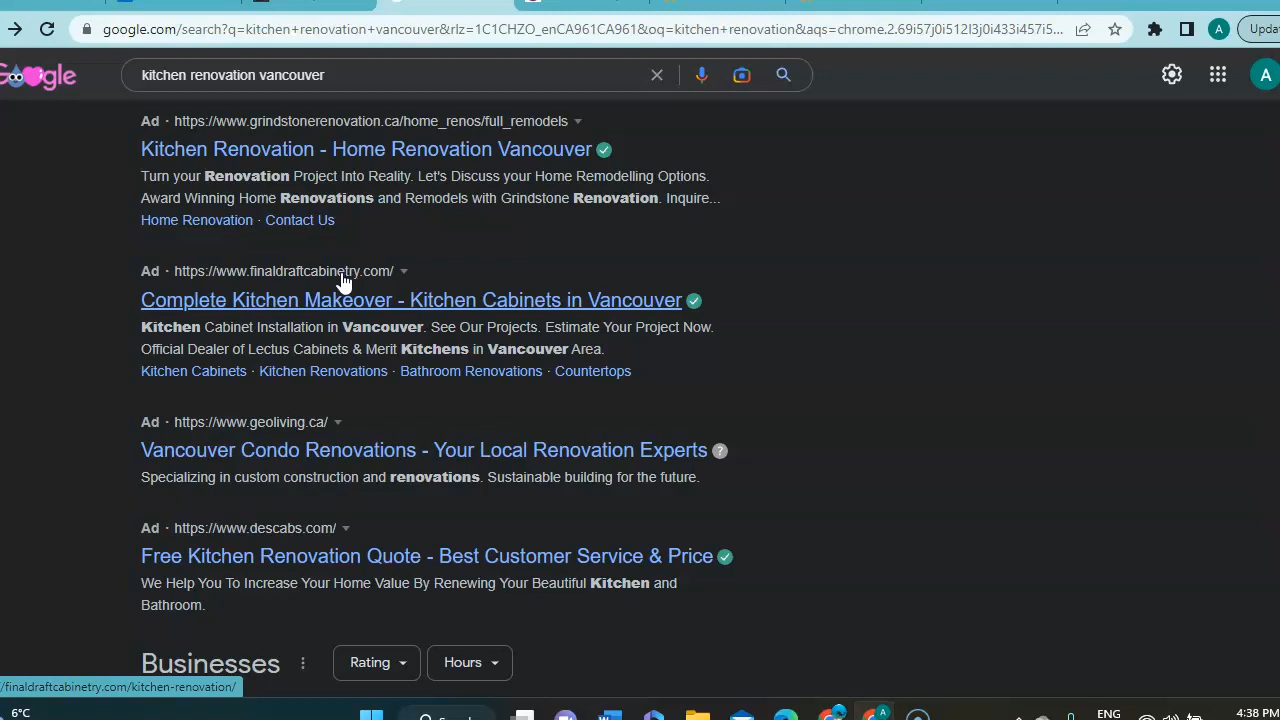 google.com/search?q=kitchen+renovation+vancouver&rlz=1C1CHZO_enCA961CA961&oq=kitchen+renovation&aqs=chrome.2.69i57j0i512l3j0i433i457i5... A Updat
gle kitchen renovation vancouver A
Ad · https://www.grindstonerenovation.ca/home_renos/full_remodels
Kitchen Renovation - Home Renovation Vancouver
Turn your Renovation Project Into Reality. Let's Discuss your Home Remodelling Options.
Award Winning Home Renovations and Remodels with Grindstone Renovation. Inquire...
Home Renovation · Contact Us
Ad · https://www.finaldraftcabinetry.com/
Complete Kitchen Makeover - Kitchen Cabinets in Vancouver
Kitchen Cabinet Installation in Vancouver. See Our Projects. Estimate Your Project Now.
Official Dealer of Lectus Cabinets & Merit Kitchens in Vancouver Area.
Kitchen Cabinets · Kitchen Renovations · Bathroom Renovations · Countertops
Ad · https://www.geoliving.ca/
Vancouver Condo Renovations - Your Local Renovation Experts ?
Specializing in custom construction and renovations. Sustainable building for the future.
Ad · https://www.descabs.com/
Free Kitchen Renovation Quote - Best Customer Service & Price
We Help You To Increase Your Home Value By Renewing Your Beautiful Kitchen and
Bathroom.
Businesses Rating Hours
/finaldraftcabinetry.com/kitchen-renovation/
6°C ENG 4:38 PM